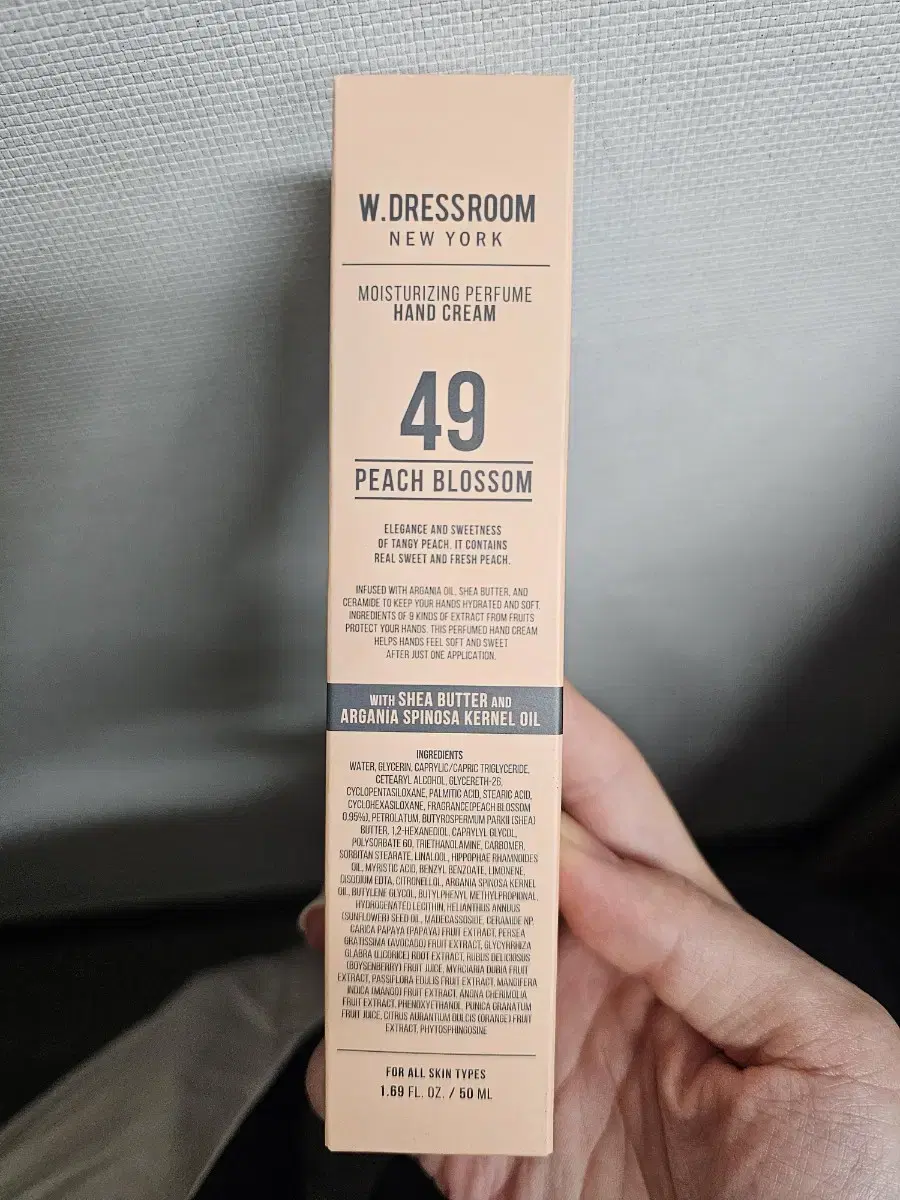 W.DRESSROOM
NEW YORK
MOISTURIZING PERFUME
HAND CREAM
49
PEACH BLOSSOM
ELEGANCE AND SWEETNESS
OF TANGY PEACH. IT CONTAINS
REAL SWEET AND FRESH PEACH.
INFUSED WITH ARGANIA OIL, SHEA BUTTER, AND
CERAMIDE TO KEEP YOUR HANDS HYDRATED AND SOFT.
INGREDIENTS OF 9 KINDS OF EXTRACT FROM FRUITS
PROTECT YOUR HANDS. THIS PERFUMED HAND CREAM
HELPS HANDS FEEL SOFT AND SWEET
AFTER JUST ONE APPLICATION.
WITH SHEA BUTTER AND
ARGANIA SPINOSA KERNEL OIL
INGREDIENTS
WATER, GLYCERIN, CAPRYLIC/CAPRIC TRIGLYCERIDE,
CETEARYL ALCOHOL, GLYCERETH-26,
CYCLOPENTASILOXANE, PALMITIC ACID, STEARIC ACID,
CYCLOHEXASILOXANE, FRAGRANCE(PEACH BLOSSOM
0.95%), PETROLATUM, BUTYROSPERMUM PARKII (SHEA)
BUTTER, 1,2-HEXANEDIOL, CAPRYLYL GLYCOL,
POLYSORBATE 60, TRIETHANOLAMINE, CARBOMER,
SORBITAN STEARATE, LINALOOL, HIPPOPHAE RHAMNOIDES
OIL, MYRISTIC ACID, BENZYL BENZOATE, LIMONENE,
DISODIUM EDTA, CITRONELLOL, ARGANIA SPINOSA KERNEL
OIL, BUTYLENE GLYCOL, BUTYLPHENYL METHYLPROPIONAL,
HYDROGENATED LECITHIN, HELIANTHUS ANNUUS
(SUNFLOWER) SEED OIL, MADECASSOSIDE, CERAMIDE NP,
CARICA PAPAYA (PAPAYA) FRUIT EXTRACT, PERSEA
GRATISSIMA (AVOCADO) FRUIT EXTRACT, GLYCYRRHIZA
GLABRA (LICORICE) ROOT EXTRACT, RUBUS DELICIOSUS
(BOYSENBERRY) FRUIT JUICE, MYRCIARIA DUBIA FRUIT
EXTRACT, PASSIFLORA EDULIS FRUIT EXTRACT, MANGIFERA
INDICA (MANGO) FRUIT EXTRACT, ANONA CHERIMOLIA
FRUIT EXTRACT, PHENOXYETHANOL, PUNICA GRANATUM
FRUIT JUICE, CITRUS AURANTIUM DULCIS (ORANGE) FRUIT
EXTRACT, PHYTOSPHINGOSINE
FOR ALL SKIN TYPES
1.69 FL. OZ. / 50 ML